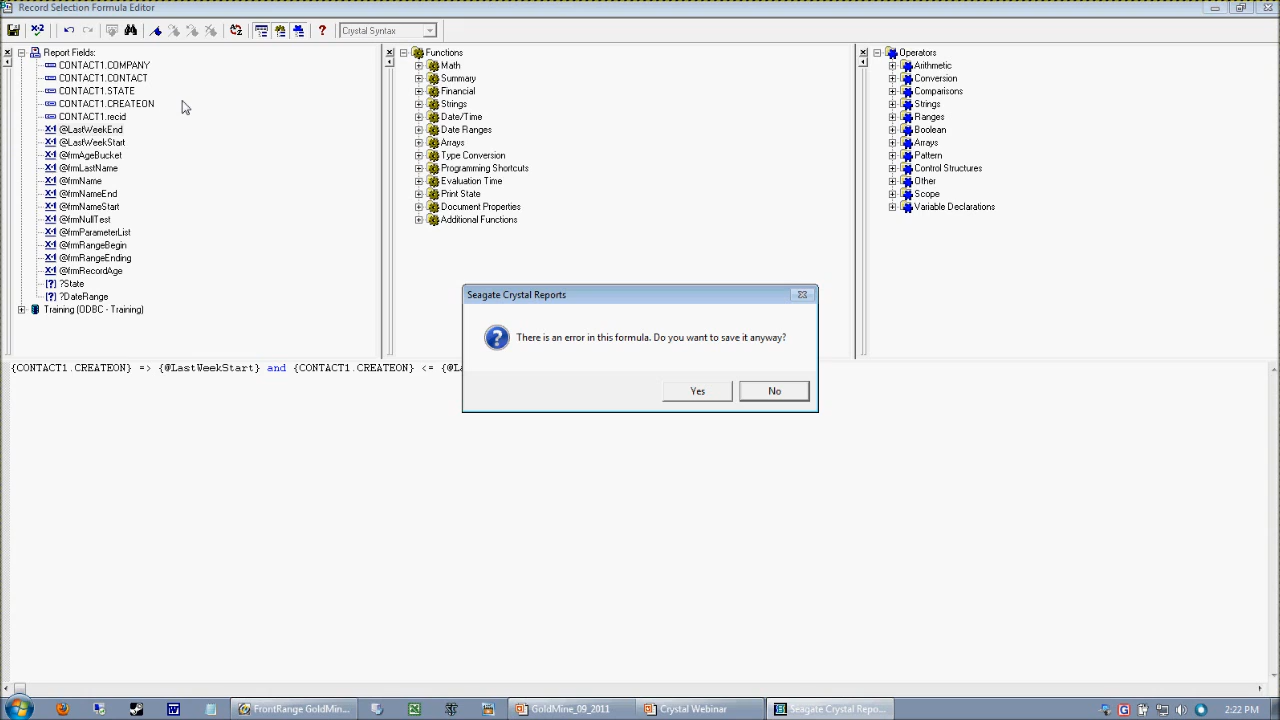 Record Selection Formula Editor
X-2
Crystal Syntax
Report Fields:
CONTACT1.COMPANY
CONTACT1.CONTACT
CONTACT1.STATE
CONTACT1.CREATEON
CONTACT1.recid
@LastWeekEnd
@LastWeekStart
@frmAgeBucket
@frmLastName
@frmName
@frmNameEnd
@frmNameStart
@frmNullTest
@frmParameterList
@frmRangeBegin
@frmRangeEnding
@frmRecordAge
?State
?DateRange
Training (ODBC - Training)
Functions
Math
Summary
Financial
Strings
Date/Time
Date Ranges
Arrays
Type Conversion
Programming Shortcuts
Evaluation Time
Print State
Document Properties
Additional Functions
Operators
Arithmetic
Conversion
Comparisons
Strings
Ranges
Boolean
Arrays
Pattern
Control Structures
Other
Scope
Variable Declarations
Seagate Crystal Reports
There is an error in this formula. Do you want to save it anyway?
Yes No
{CONTACT1.CREATEON} => {@LastWeekStart} and {CONTACT1.CREATEON} <= {@L
FrontRange GoldMin... GoldMine_09_2011 Crystal Webinar Seagate Crystal Repo... 2:22 PM